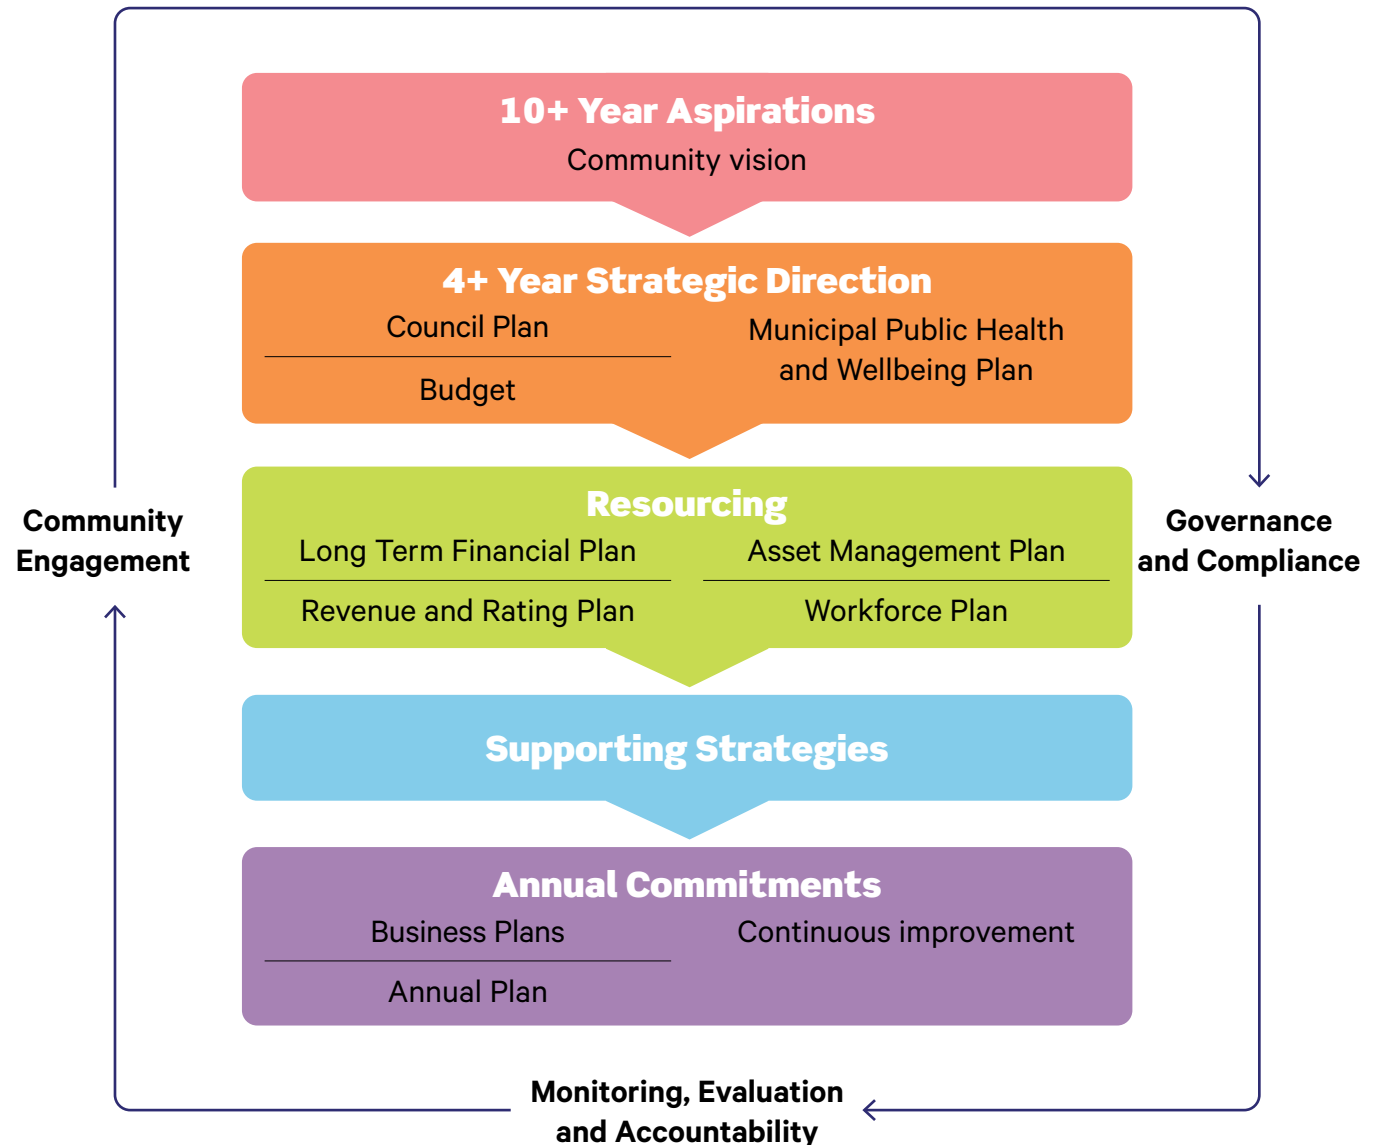 10+ Year Aspirations
Community vision
4+ Year Strategic Direction
Council Plan
Budget
Municipal Public Health
and Wellbeing Plan
Resourcing
Long Term Financial Plan
Revenue and Rating Plan
Asset Management Plan
Workforce Plan
Supporting Strategies
Annual Commitments
Business Plans
Annual Plan
Continuous improvement
Community
Engagement
Governance
and Compliance
Monitoring, Evaluation
and Accountability